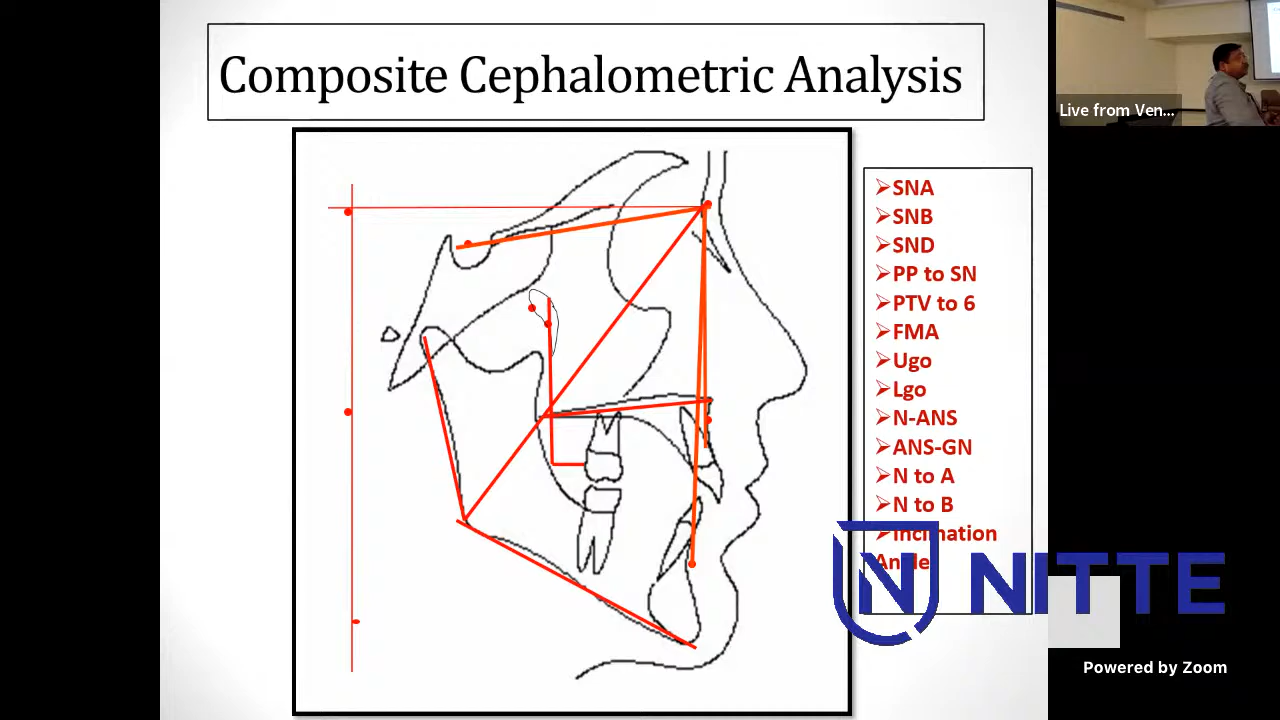 Composite Cephalometric Analysis
Live from Ven...
➢SNA
➢SNB
➢SND
➢PP to SN
➢PTV to 6
➢FMA
➢Ugo
➢Lgo
➢N-ANS
➢ANS-GN
➢N to A
➢N to B
➢Inclination
Angle
N NITTE
Powered by Zoom